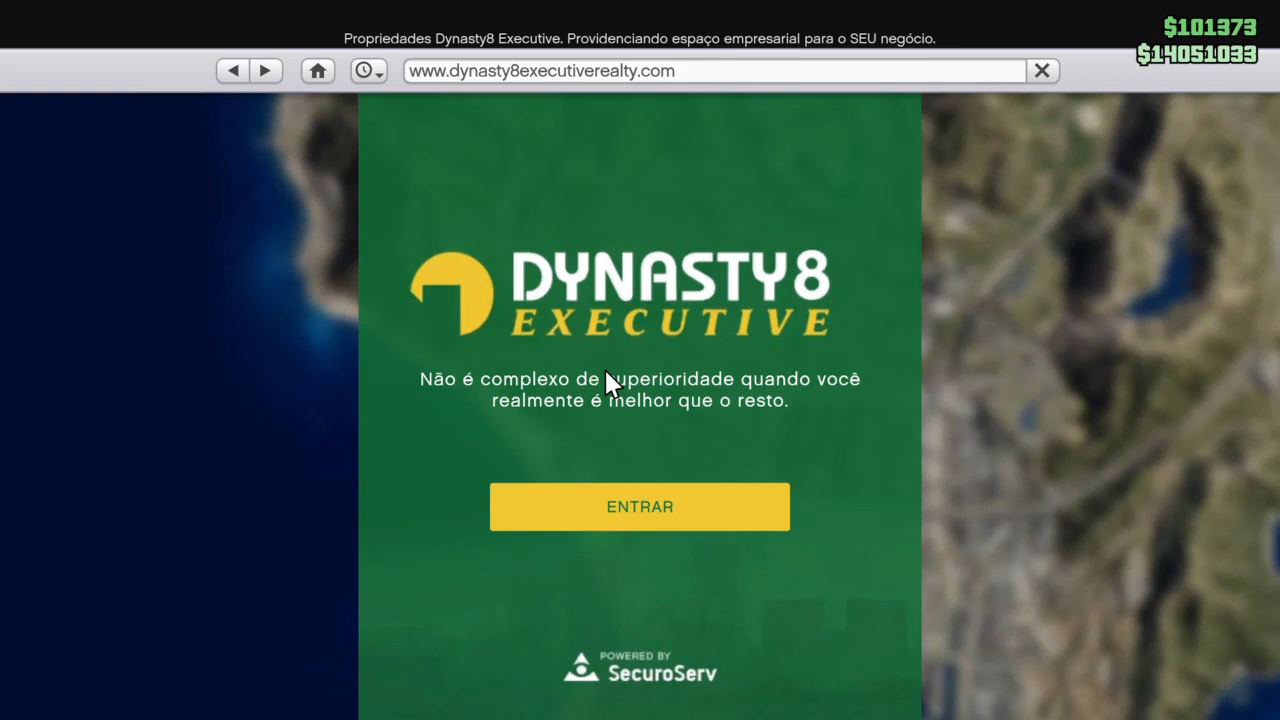 Propriedades Dynasty8 Executive. Providenciando espaço empresarial para o SEU negócio.
$101373
$14051033
www.dynasty8executiverealty.com
DYNASTY8
EXECUTIVE
Não é complexo de superioridade quando você
realmente é melhor que o resto.
ENTRAR
POWERED BY
SecuroServ